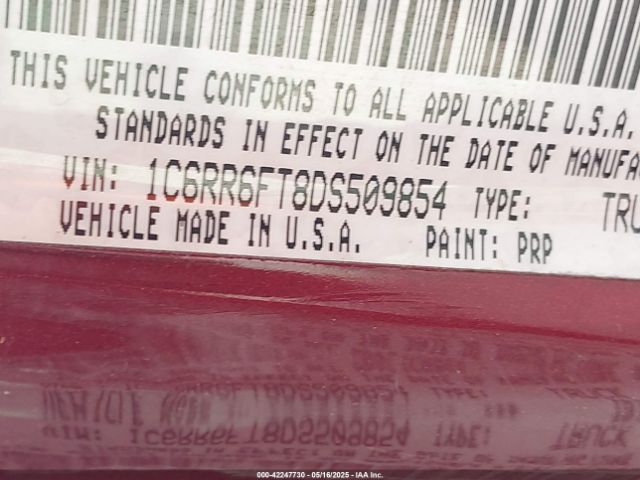 THIS VEHICLE CONFORMS TO ALL APPLICABLE U.S.A.
STANDARDS IN EFFECT ON THE DATE OF MANUFA
VIN: 1C6RR6FT8DS509854 TYPE: TRU
VEHICLE MADE IN U.S.A. PAINT: PRP
000-42247730 - 05/16/2025 - IAA Inc.